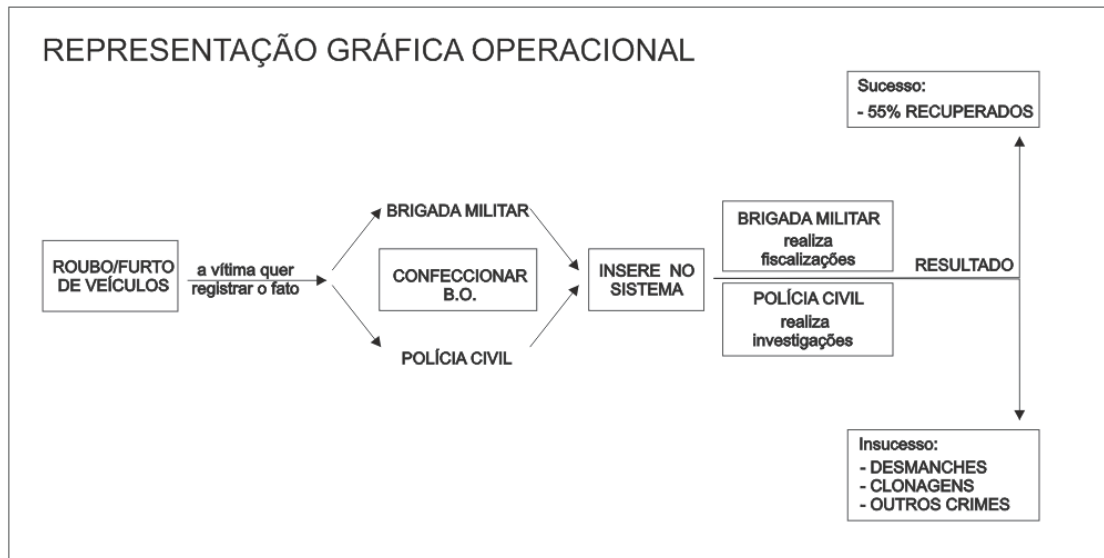 REPRESENTAÇÃO GRÁFICA OPERACIONAL
ROUBO/FURTO
DE VEÍCULOS
a vítima quer
registrar o fato
BRIGADA MILITAR
CONFECCIONAR
B.O.
POLÍCIA CIVIL
INSERE NO
SISTEMA
BRIGADA MILITAR
realiza
fiscalizações
POLÍCIA CIVIL
realiza
investigações
RESULTADO
Sucesso:
- 55% RECUPERADOS
Insucesso:
- DESMANCHES
- CLONAGENS
- OUTROS CRIMES